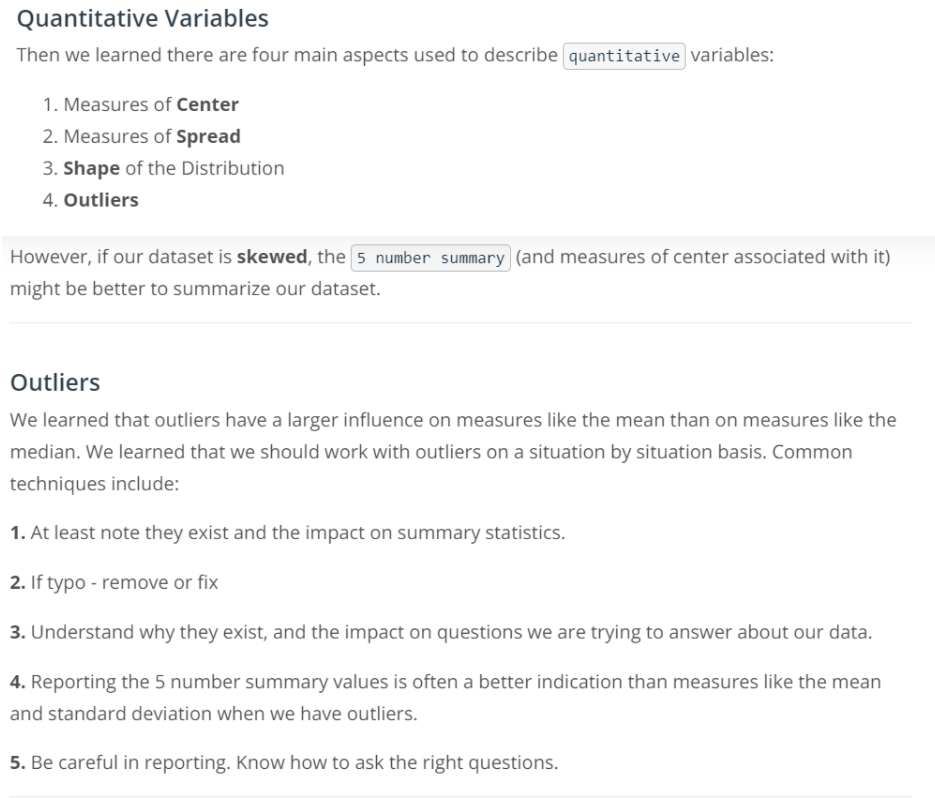 Quantitative Variables
Then we learned there are four main aspects used to describe quantitative variables:
1. Measures of Center
2. Measures of Spread
3. Shape of the Distribution
4. Outliers
However, if our dataset is skewed, the 5 number summary (and measures of center associated with it)
might be better to summarize our dataset.
Outliers
We learned that outliers have a larger influence on measures like the mean than on measures like the
median. We learned that we should work with outliers on a situation by situation basis. Common
techniques include:
1. At least note they exist and the impact on summary statistics.
2. If typo - remove or fix
3. Understand why they exist, and the impact on questions we are trying to answer about our data.
4. Reporting the 5 number summary values is often a better indication than measures like the mean
and standard deviation when we have outliers.
5. Be careful in reporting. Know how to ask the right questions.